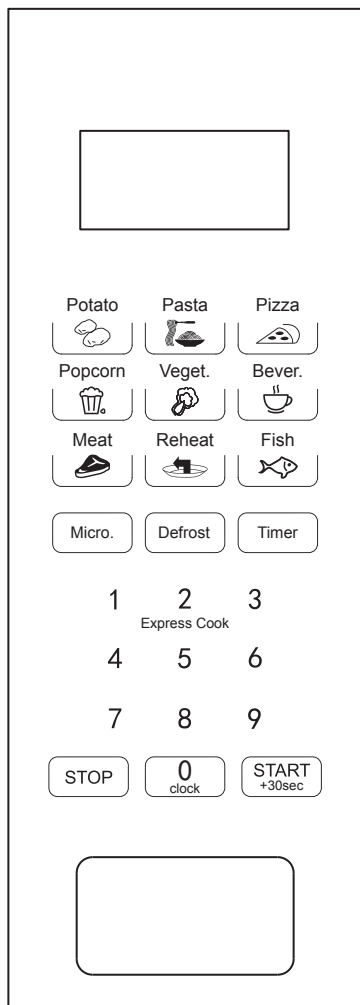 Potato Pasta Pizza
Popcorn Veget. Bever.
Meat Reheat Fish
Micro. Defrost Timer
1 2 3
Express Cook
4 5 6
7 8 9
STOP 0 START
clock +30sec